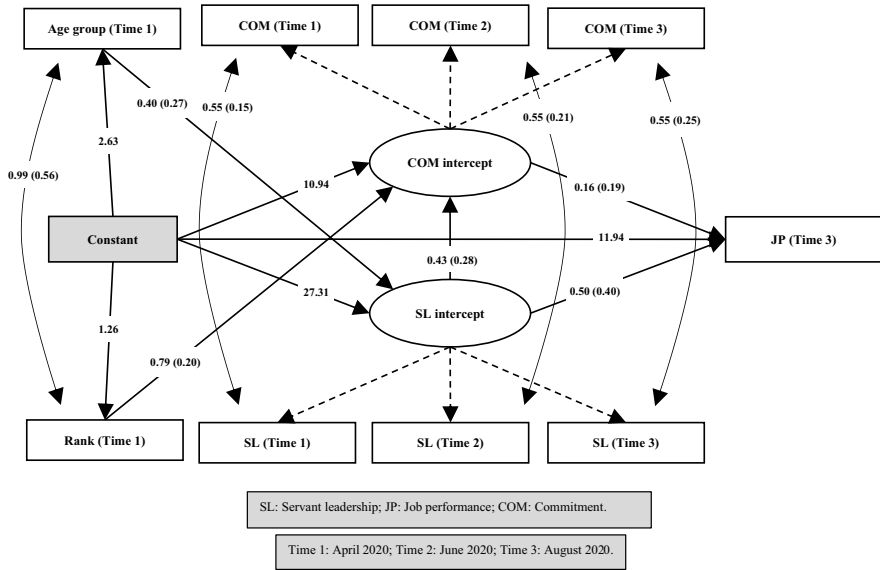 Age group (Time 1)
COM (Time 1)
COM (Time 2)
COM (Time 3)
0.40 (0.27)
0.55 (0.15)
0.55 (0.21)
0.55 (0.25)
2.63
0.99 (0.56)
COM intercept
10.94
0.16 (0.19)
Constant
11.94
JP (Time 3)
0.43 (0.28)
27.31
0.50 (0.40)
SL intercept
1.26
0.79 (0.20)
Rank (Time 1)
SL (Time 1)
SL (Time 2)
SL (Time 3)
SL: Servant leadership; JP: Job performance; COM: Commitment.
Time 1: April 2020; Time 2: June 2020; Time 3: August 2020.